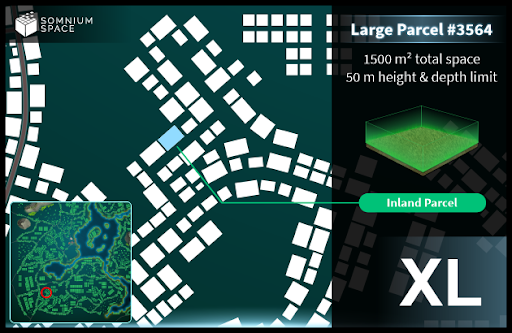 SOMNIUM
SPACE
Large Parcel #3564
1500 m² total space
50 m height & depth limit
Inland Parcel
XL